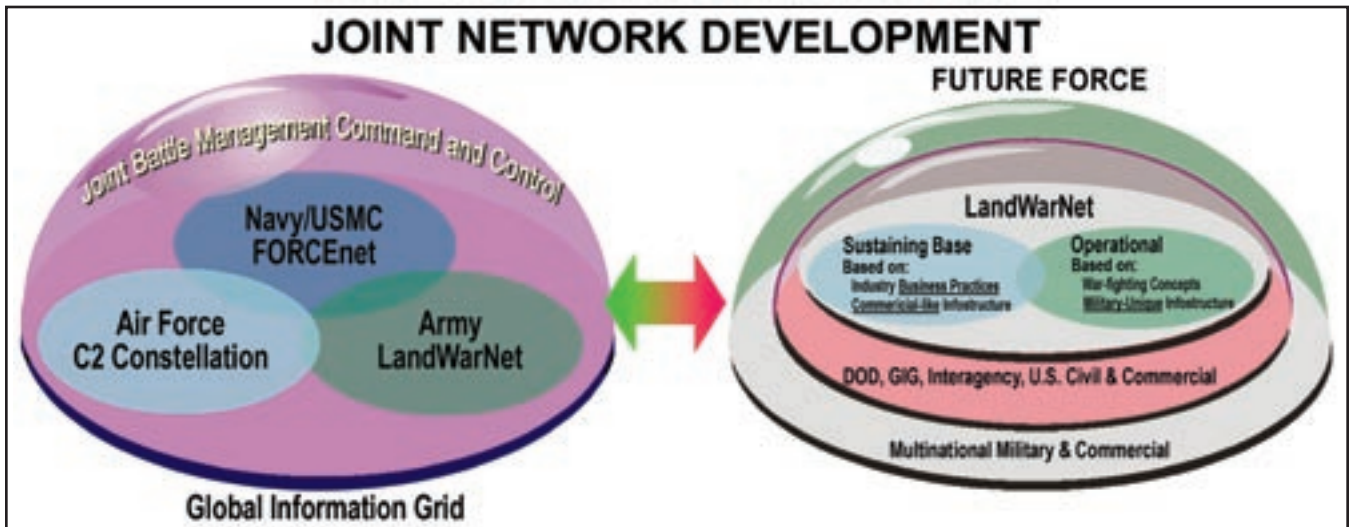 JOINT NETWORK DEVELOPMENT
Joint Battle Management Command and Control
Navy/USMC
FORCEnet
Air Force
C2 Constellation
Army
LandWarNet
Global Information Grid
FUTURE FORCE
LandWarNet
Sustaining Base
Based on:
Industry Business Practices
Commercial-like Infostructure
Operational
Based on:
War-fighting Concepts
Military-Unique Infostructure
DOD, GIG, Interagency, U.S. Civil & Commercial
Multinational Military & Commercial